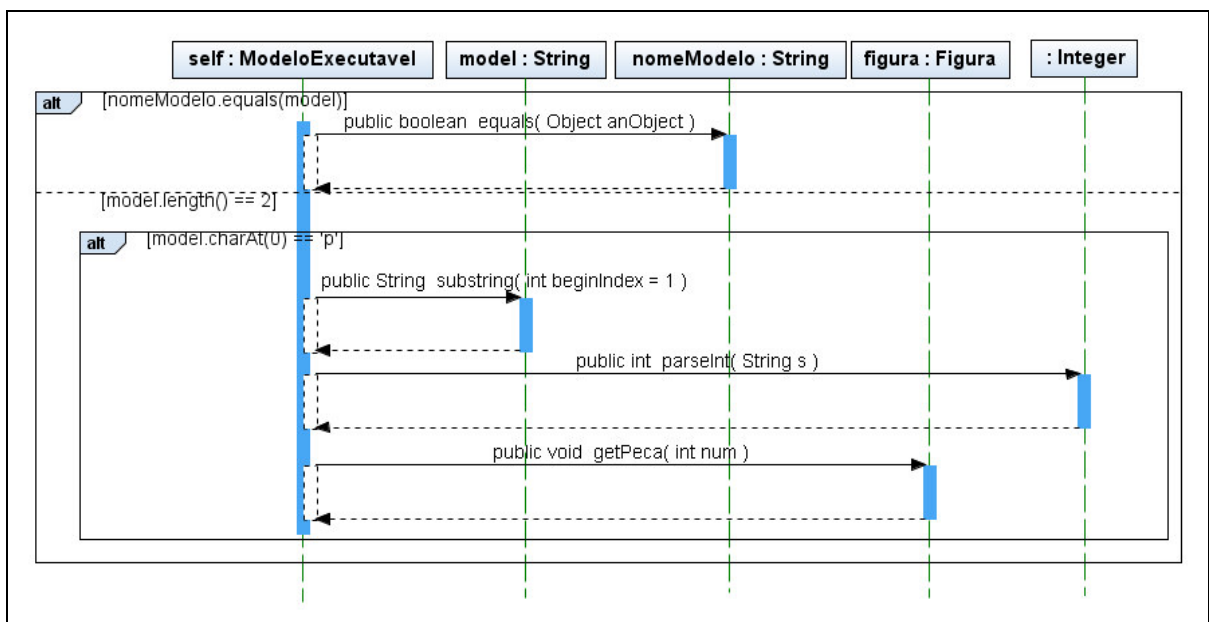 self : ModeloExecutavel
model : String
nomeModelo : String
figura : Figura
: Integer
alt
[nomeModelo.equals(model)]
public boolean equals( Object anObject )
[model.length() == 2]
alt
[model.charAt(0) == 'p']
public String substring( int beginIndex = 1 )
public int parseInt( String s )
public void getPeca( int num )